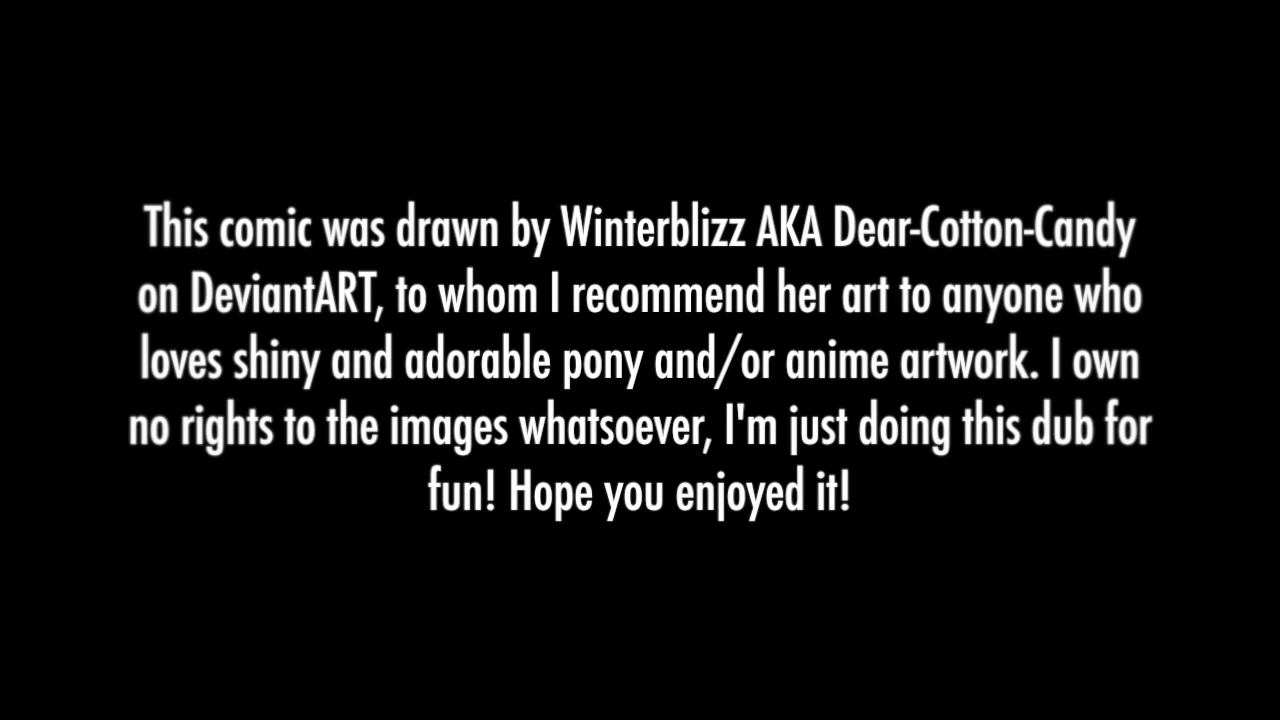 This comic was drawn by Winterblizz AKA Dear-Cotton-Candy
on DeviantART, to whom I recommend her art to anyone who
loves shiny and adorable pony and/or anime artwork. I own
no rights to the images whatsoever, I'm just doing this dub for
fun! Hope you enjoyed it!